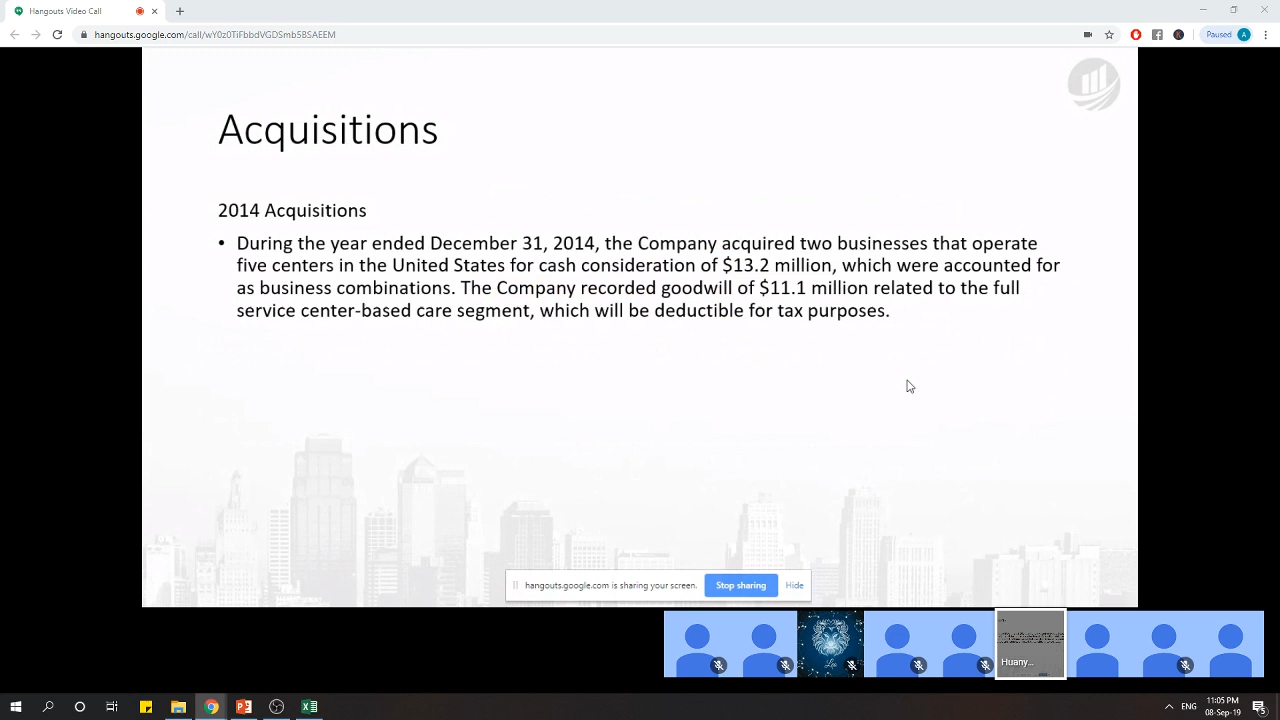 Hangouts Video Call
hangouts.google.com/call/wY0z0TiFbbdVGDSmb5BSAEEM
Paused
A
Acquisitions
2014 Acquisitions
• During the year ended December 31, 2014, the Company acquired two businesses that operate
five centers in the United States for cash consideration of $13.2 million, which were accounted for
as business combinations. The Company recorded goodwill of $11.1 million related to the full
service center-based care segment, which will be deductible for tax purposes.
hangouts.google.com is sharing your screen.
Stop sharing
Hide
Huany...
ENG
11:05 PM
08-Sep-19